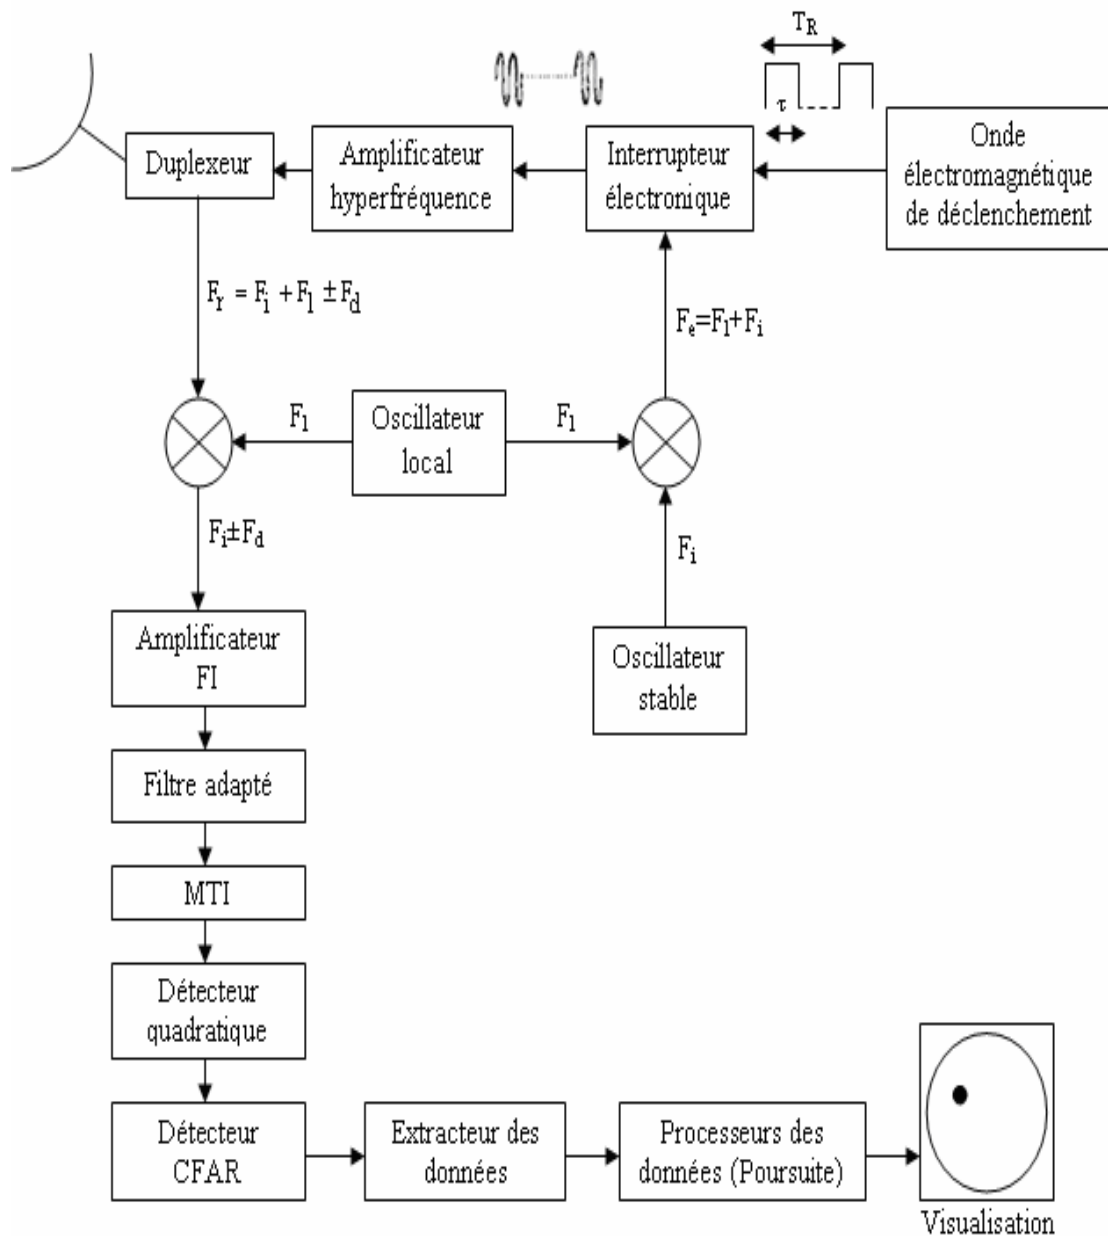 T_R
τ
Duplexeur
Amplificateur
hyperfréquence
Interrupteur
électronique
Onde
électromagnétique
de déclenchement
F_r = F_i + F_l ± F_d
F_e=F_l+F_i
F_l
Oscillateur
local
F_l
F_i±F_d
F_i
Amplificateur
FI
Oscillateur
stable
Filtre adapté
MTI
Détecteur
quadratique
Détecteur
CFAR
Extracteur des
données
Processeurs des
données (Poursuite)
Visualisation